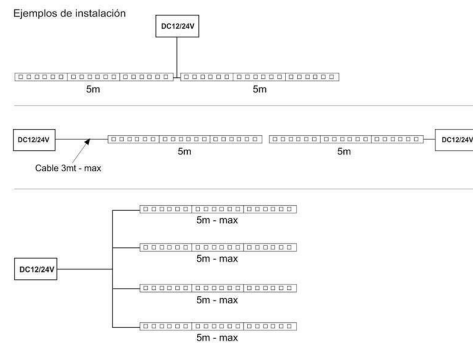 Ejemplos de instalación
DC12/24V
5m 5m
DC12/24V DC12/24V
5m 5m
Cable 3mt - max
5m - max
5m - max
DC12/24V
5m - max
5m - max